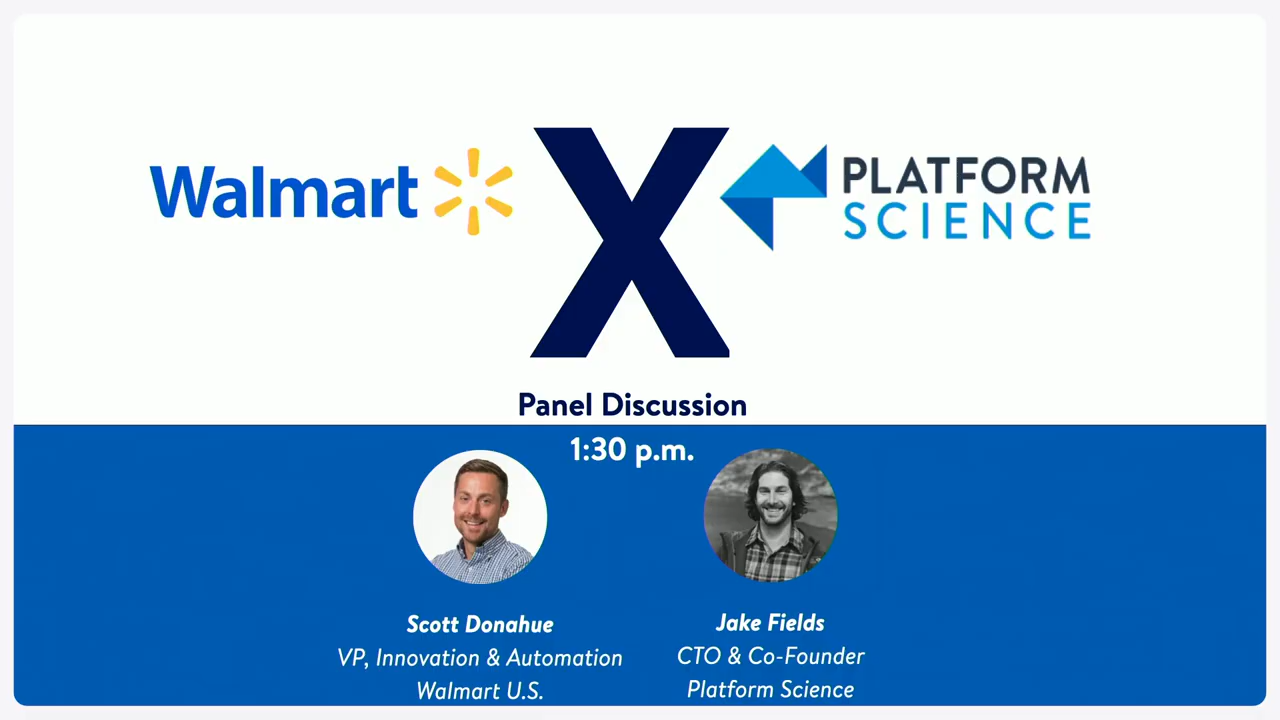 Walmart
X
PLATFORM
SCIENCE
Panel Discussion
1:30 p.m.
Scott Donahue
VP, Innovation & Automation
Walmart U.S.
Jake Fields
CTO & Co-Founder
Platform Science